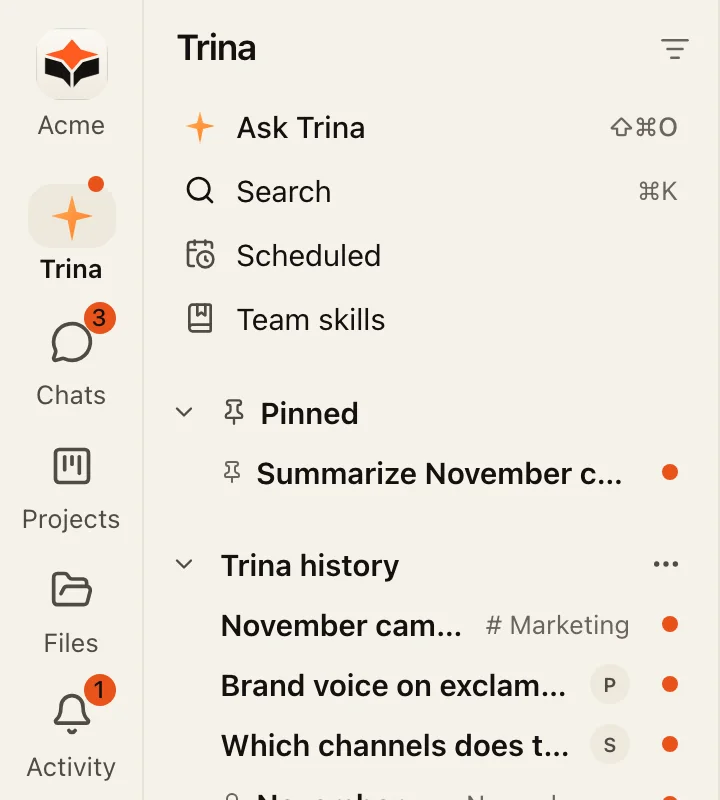 Acme
Trina
3
Chats
Projects
Files
1
Activity
Trina
Ask Trina ⇧⌘O
Search ⌘K
Scheduled
Team skills
Pinned
Summarize November c...
Trina history
November cam... # Marketing
Brand voice on exclam... P
Which channels does t... S